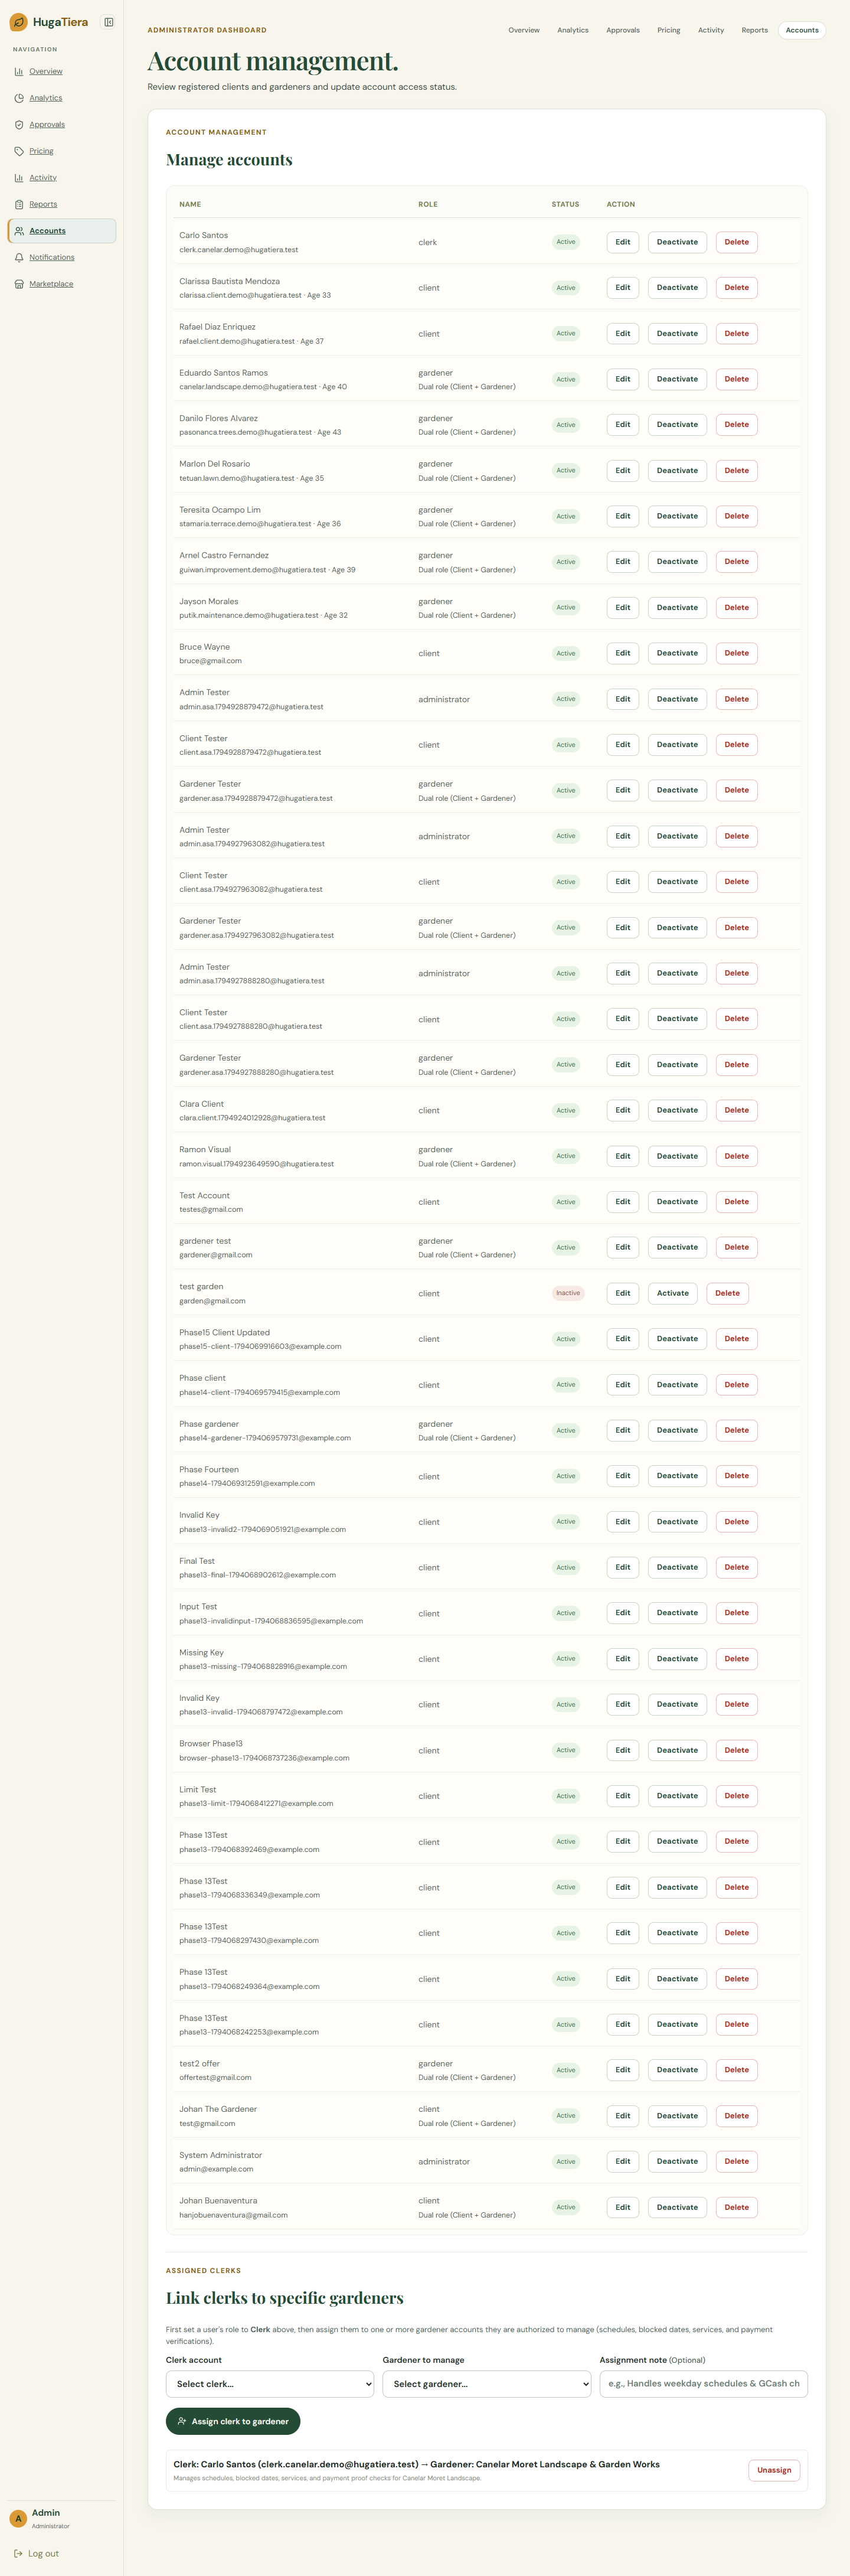 HugaTiera
NAVIGATION
Overview
Analytics
Approvals
Pricing
Activity
Reports
Accounts
Notifications
Marketplace
A
Admin
Administrator
Log out
ADMINISTRATOR DASHBOARD
Overview Analytics Approvals Pricing Activity Reports Accounts
Account management.
Review registered clients and gardeners and update account access status.
ACCOUNT MANAGEMENT
Manage accounts
NAME ROLE STATUS ACTION
Carlo Santos
clerk.canelar.demo@hugatiera.test
clerk Active Edit Deactivate Delete
Clarissa Bautista Mendoza
clarissa.client.demo@hugatiera.test · Age 33
client Active Edit Deactivate Delete
Rafael Diaz Enriquez
rafael.client.demo@hugatiera.test · Age 37
client Active Edit Deactivate Delete
Eduardo Santos Ramos
canelar.landscape.demo@hugatiera.test · Age 40
gardener
Dual role (Client + Gardener)
Active Edit Deactivate Delete
Danilo Flores Alvarez
pasonanca.trees.demo@hugatiera.test · Age 43
gardener
Dual role (Client + Gardener)
Active Edit Deactivate Delete
Marlon Del Rosario
tetuan.lawn.demo@hugatiera.test · Age 35
gardener
Dual role (Client + Gardener)
Active Edit Deactivate Delete
Teresita Ocampo Lim
stamaria.terrace.demo@hugatiera.test · Age 36
gardener
Dual role (Client + Gardener)
Active Edit Deactivate Delete
Arnel Castro Fernandez
guiwan.improvement.demo@hugatiera.test · Age 39
gardener
Dual role (Client + Gardener)
Active Edit Deactivate Delete
Jayson Morales
putik.maintenance.demo@hugatiera.test · Age 32
gardener
Dual role (Client + Gardener)
Active Edit Deactivate Delete
Bruce Wayne
bruce@gmail.com
client Active Edit Deactivate Delete
Admin Tester
admin.asa.1794928879472@hugatiera.test
administrator Active Edit Deactivate Delete
Client Tester
client.asa.1794928879472@hugatiera.test
client Active Edit Deactivate Delete
Gardener Tester
gardener.asa.1794928879472@hugatiera.test
gardener
Dual role (Client + Gardener)
Active Edit Deactivate Delete
Admin Tester
admin.asa.1794927963082@hugatiera.test
administrator Active Edit Deactivate Delete
Client Tester
client.asa.1794927963082@hugatiera.test
client Active Edit Deactivate Delete
Gardener Tester
gardener.asa.1794927963082@hugatiera.test
gardener
Dual role (Client + Gardener)
Active Edit Deactivate Delete
Admin Tester
admin.asa.1794927888280@hugatiera.test
administrator Active Edit Deactivate Delete
Client Tester
client.asa.1794927888280@hugatiera.test
client Active Edit Deactivate Delete
Gardener Tester
gardener.asa.1794927888280@hugatiera.test
gardener
Dual role (Client + Gardener)
Active Edit Deactivate Delete
Clara Client
clara.client.1794924012928@hugatiera.test
client Active Edit Deactivate Delete
Ramon Visual
ramon.visual.1794923649590@hugatiera.test
gardener
Dual role (Client + Gardener)
Active Edit Deactivate Delete
Test Account
testes@gmail.com
client Active Edit Deactivate Delete
gardener test
gardener@gmail.com
gardener
Dual role (Client + Gardener)
Active Edit Deactivate Delete
test garden
garden@gmail.com
client Inactive Edit Activate Delete
Phase15 Client Updated
phase15-client-1794069916603@example.com
client Active Edit Deactivate Delete
Phase client
phase14-client-1794069579415@example.com
client Active Edit Deactivate Delete
Phase gardener
phase14-gardener-1794069579731@example.com
gardener
Dual role (Client + Gardener)
Active Edit Deactivate Delete
Phase Fourteen
phase14-1794069312591@example.com
client Active Edit Deactivate Delete
Invalid Key
phase13-invalid2-1794069051921@example.com
client Active Edit Deactivate Delete
Final Test
phase13-final-1794068902612@example.com
client Active Edit Deactivate Delete
Input Test
phase13-invalidinput-1794068836595@example.com
client Active Edit Deactivate Delete
Missing Key
phase13-missing-1794068828916@example.com
client Active Edit Deactivate Delete
Invalid Key
phase13-invalid-1794068797472@example.com
client Active Edit Deactivate Delete
Browser Phase13
browser-phase13-1794068737236@example.com
client Active Edit Deactivate Delete
Limit Test
phase13-limit-1794068412271@example.com
client Active Edit Deactivate Delete
Phase 13Test
phase13-1794068392469@example.com
client Active Edit Deactivate Delete
Phase 13Test
phase13-1794068336349@example.com
client Active Edit Deactivate Delete
Phase 13Test
phase13-1794068297430@example.com
client Active Edit Deactivate Delete
Phase 13Test
phase13-1794068249364@example.com
client Active Edit Deactivate Delete
Phase 13Test
phase13-1794068242253@example.com
client Active Edit Deactivate Delete
test2 offer
offertest@gmail.com
gardener
Dual role (Client + Gardener)
Active Edit Deactivate Delete
Johan The Gardener
test@gmail.com
client
Dual role (Client + Gardener)
Active Edit Deactivate Delete
System Administrator
admin@example.com
administrator Active Edit Deactivate Delete
Johan Buenaventura
hanjobuenaventura@gmail.com
client
Dual role (Client + Gardener)
Active Edit Deactivate Delete
ASSIGNED CLERKS
Link clerks to specific gardeners
First set a user's role to Clerk above, then assign them to one or more gardener accounts they are authorized to manage (schedules, blocked dates, services, and payment
verifications).
Clerk account Gardener to manage Assignment note (Optional)
Select clerk... Select gardener... e.g., Handles weekday schedules & GCash ch
Assign clerk to gardener
Clerk: Carlo Santos (clerk.canelar.demo@hugatiera.test) → Gardener: Canelar Moret Landscape & Garden Works
Manages schedules, blocked dates, services, and payment proof checks for Canelar Moret Landscape.
Unassign